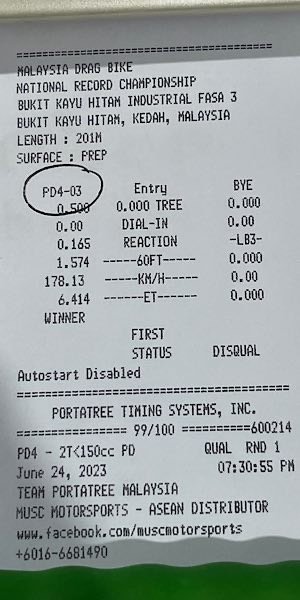 ========================================
MALAYSIA DRAG BIKE
NATIONAL RECORD CHAMPIONSHIP
BUKIT KAYU HITAM INDUSTRIAL FASA 3
BUKIT KAYU HITAM, KEDAH, MALAYSIA
LENGTH : 201M
SURFACE : PREP
PD4-03 Entry BYE
0.500 0.000 TREE 0.000
0.00 DIAL-IN 0.00
0.165 REACTION -LB3-
1.574 -----60FT----- 0.000
178.13 -----KM/H----- 0.00
6.414 ------ET----- 0.000
WINNER
FIRST
STATUS DISQUAL
Autostart Disabled
========================================
PORTATREE TIMING SYSTEMS, INC.
================ 99/100 ==========600214
PD4 - 2T<150cc PD QUAL RND 1
June 24, 2023 07:30:55 PM
TEAM PORTATREE MALAYSIA
MUSC MOTORSPORTS - ASEAN DISTRIBUTOR
www.facebook.com/muscmotorsports
+6016-6681490